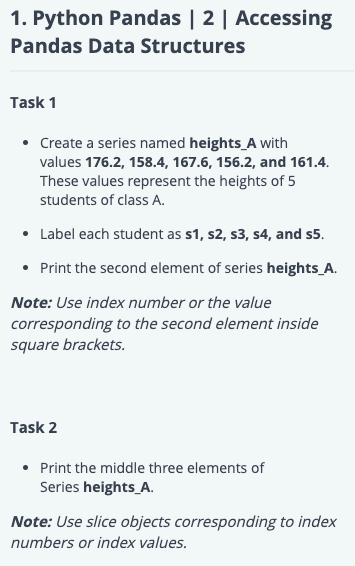 1. Python Pandas | 2 | Accessing
Pandas Data Structures
Task 1
• Create a series named heights_A with
values 176.2, 158.4, 167.6, 156.2, and 161.4.
These values represent the heights of 5
students of class A.
• Label each student as s1, s2, s3, s4, and s5.
• Print the second element of series heights_A.
Note: Use index number or the value
corresponding to the second element inside
square brackets.
Task 2
• Print the middle three elements of
Series heights_A.
Note: Use slice objects corresponding to index
numbers or index values.